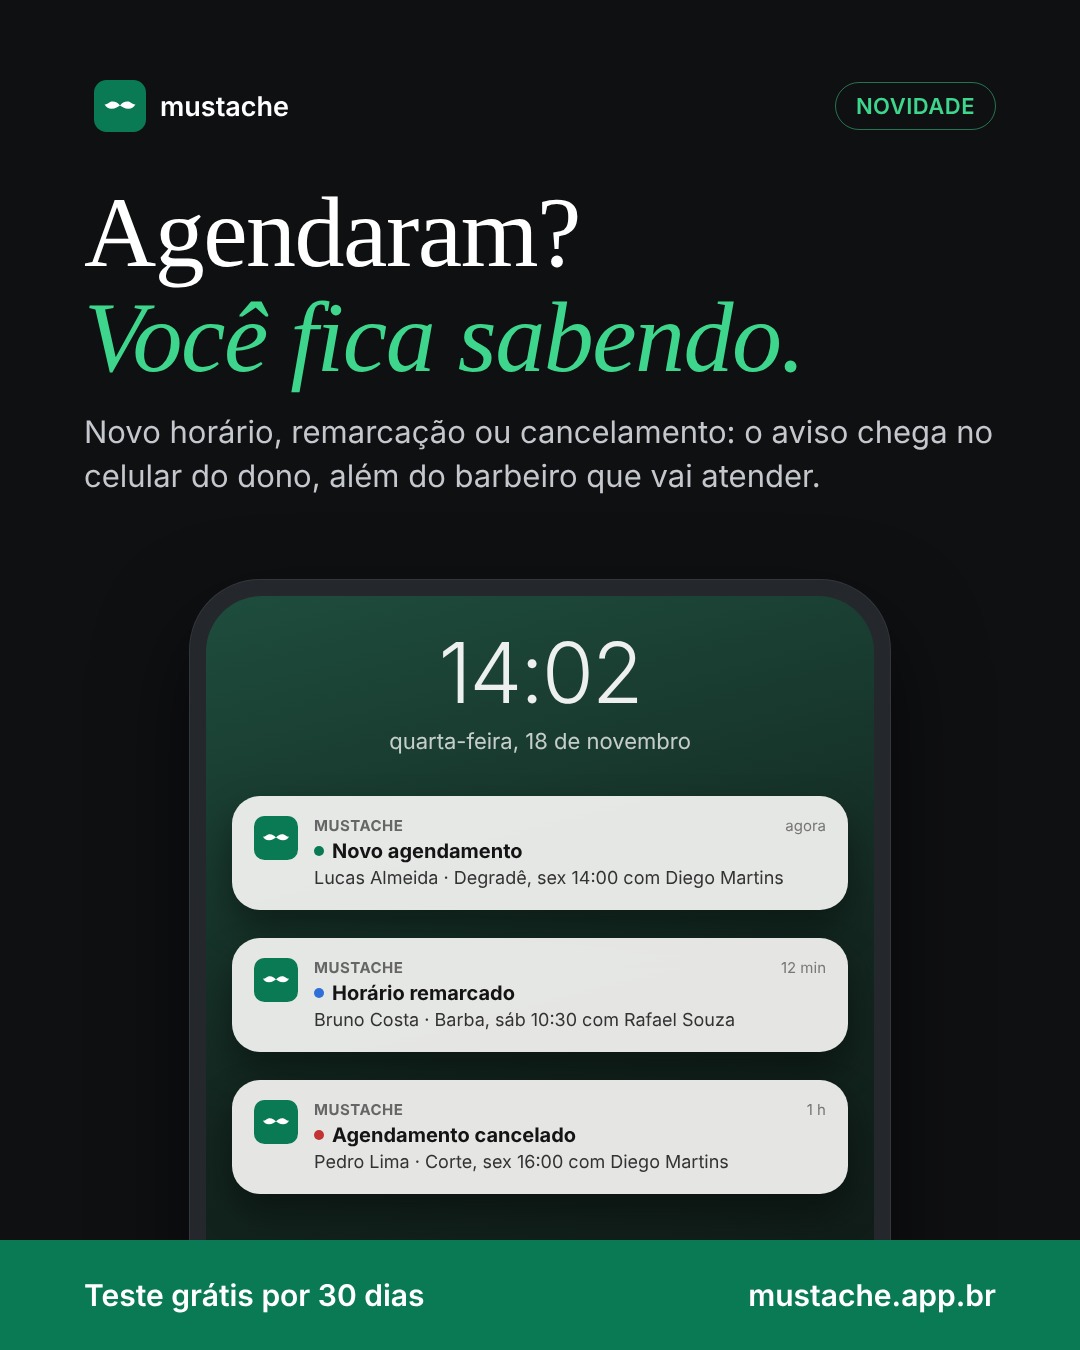 mustache
NOVIDADE
Agendaram?
Você fica sabendo.
Novo horário, remarcação ou cancelamento: o aviso chega no
celular do dono, além do barbeiro que vai atender.
14:02
quarta-feira, 18 de novembro
MUSTACHE
agora
Novo agendamento
Lucas Almeida · Degradê, sex 14:00 com Diego Martins
MUSTACHE
12 min
Horário remarcado
Bruno Costa · Barba, sáb 10:30 com Rafael Souza
MUSTACHE
1 h
Agendamento cancelado
Pedro Lima · Corte, sex 16:00 com Diego Martins
Teste grátis por 30 dias
mustache.app.br